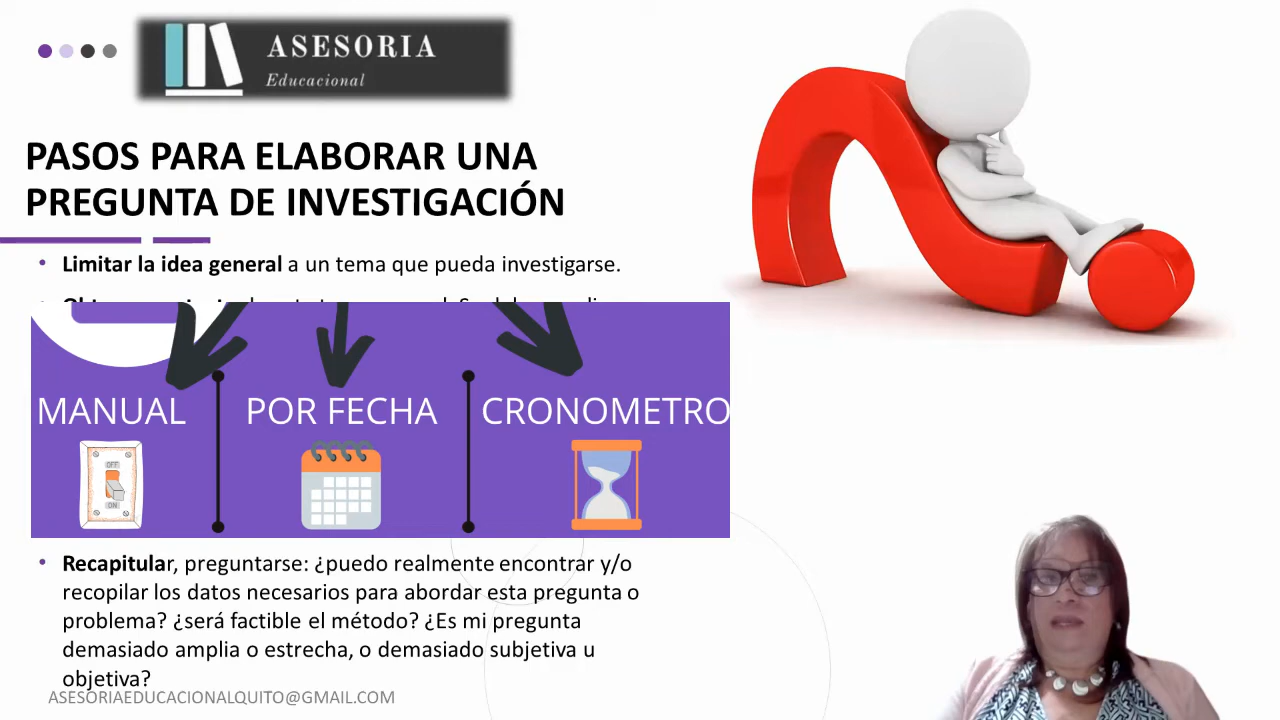 ASESORIA
Educacional
PASOS PARA ELABORAR UNA
PREGUNTA DE INVESTIGACIÓN
• Limitar la idea general a un tema que pueda investigarse.
MANUAL
POR FECHA
CRONOMETRO
OFF
ON
• Recapitular, preguntarse: ¿puedo realmente encontrar y/o
recopilar los datos necesarios para abordar esta pregunta o
problema? ¿será factible el método? ¿Es mi pregunta
demasiado amplia o estrecha, o demasiado subjetiva u
objetiva?
ASESORIAEDUCACIONALQUITO@GMAIL.COM